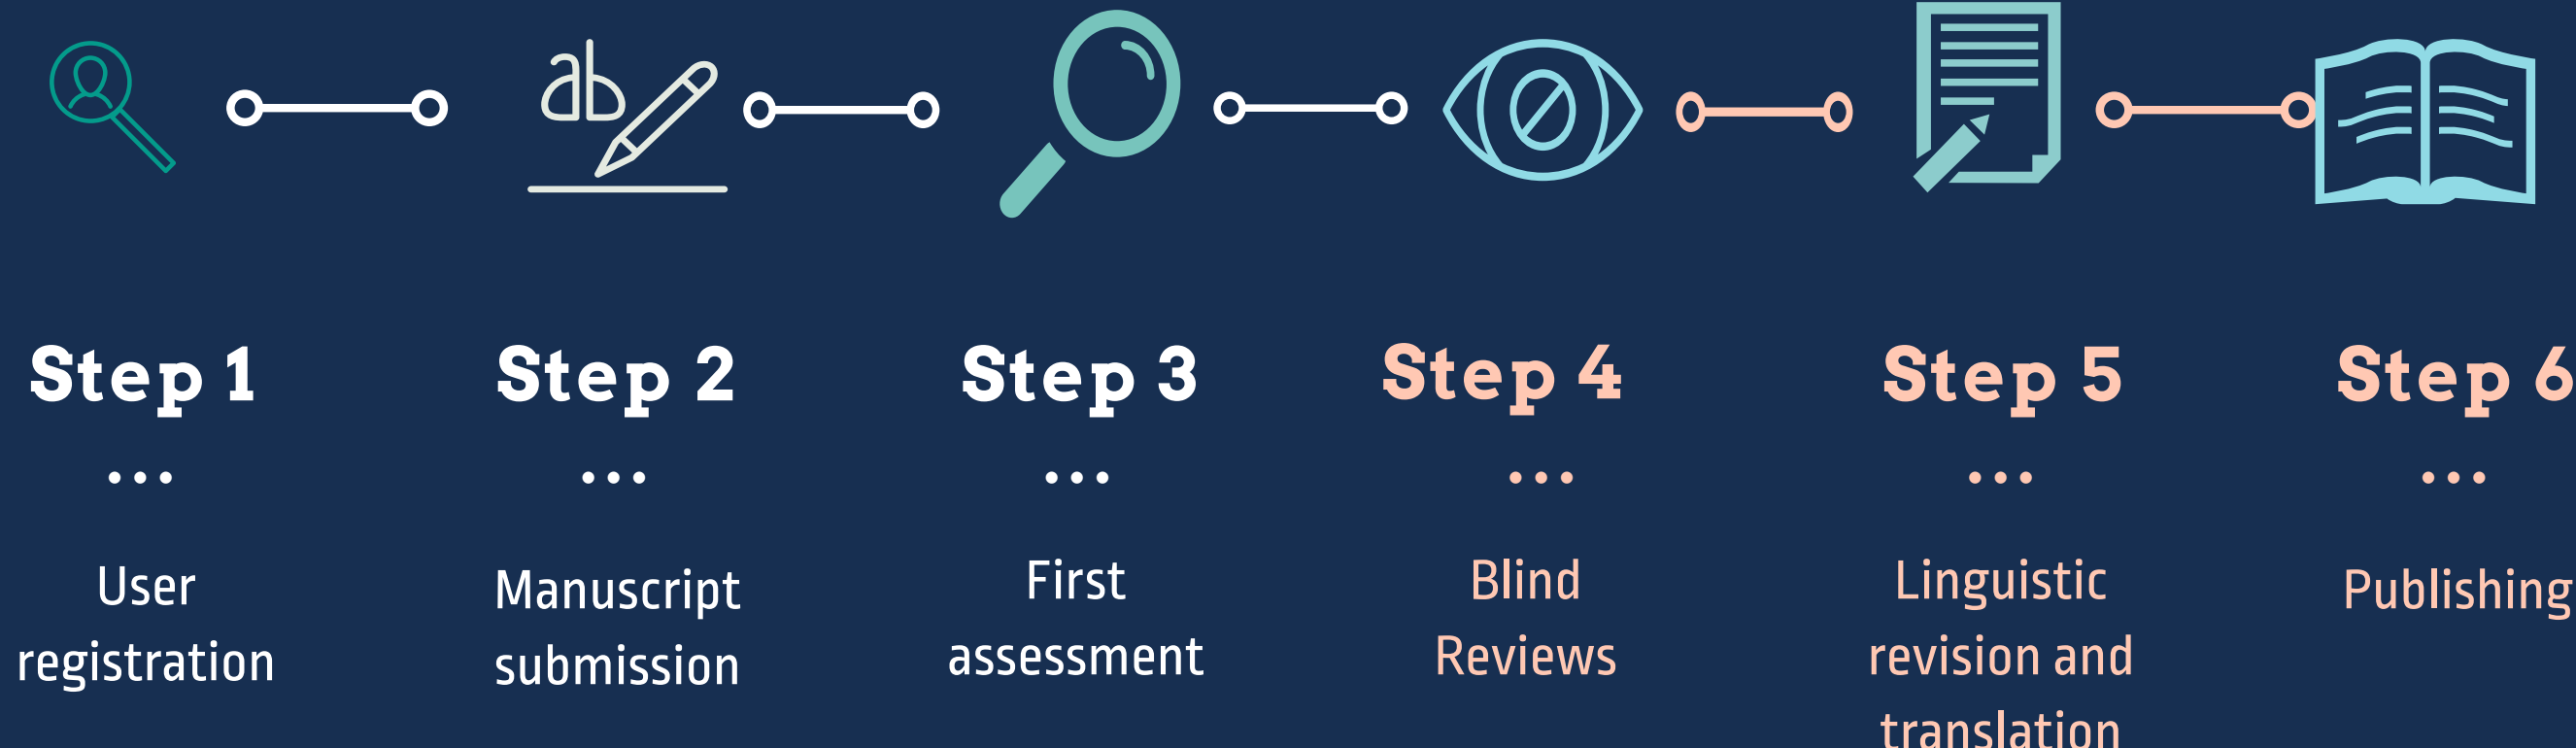 ab
Step 1
...
User
registration
Step 2
...
Manuscript
submission
Step 3
...
First
assessment
Step 4
...
Blind
Reviews
Step 5
...
Linguistic
revision and
translation
Step 6
...
Publishing